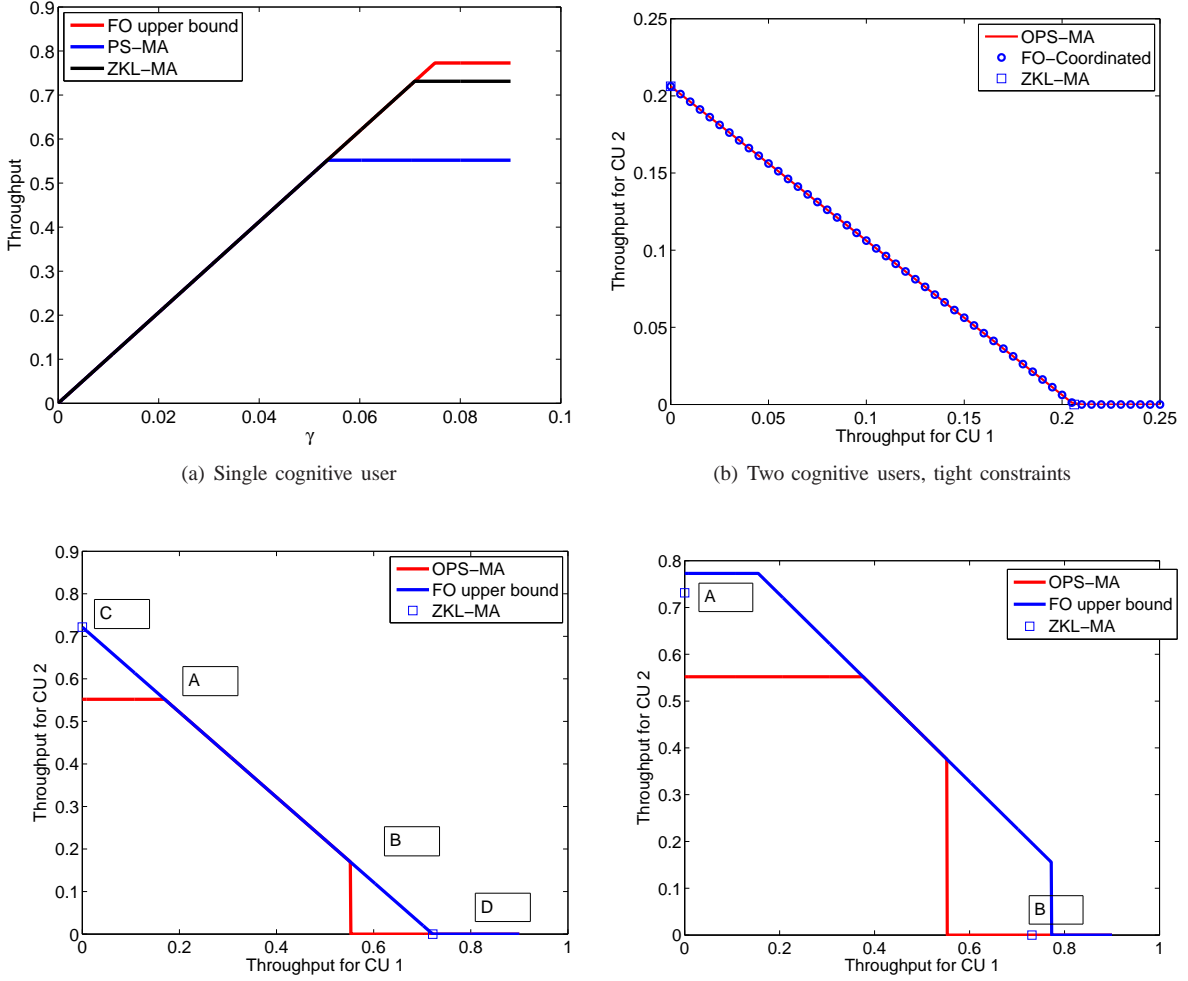 0.9
0.8
0.7
0.6
0.5
0.4
0.3
0.2
0.1
0
Throughput
FO upper bound
PS−MA
ZKL−MA
0 0.02 0.04 0.06 0.08 0.1
γ
(a) Single cognitive user
0.25
0.2
0.15
0.1
0.05
0
Throughput for CU 2
OPS−MA
FO−Coordinated
ZKL−MA
0 0.05 0.1 0.15 0.2 0.25
Throughput for CU 1
(b) Two cognitive users, tight constraints
0.9
0.8
0.7
0.6
0.5
0.4
0.3
0.2
0.1
0
Throughput for CU 2
OPS−MA
FO upper bound
ZKL−MA
C
A
B
D
0 0.2 0.4 0.6 0.8 1
Throughput for CU 1
0.8
0.7
0.6
0.5
0.4
0.3
0.2
0.1
0
Throughput for CU 2
OPS−MA
FO upper bound
ZKL−MA
A
B
0 0.2 0.4 0.6 0.8 1
Throughput for CU 1